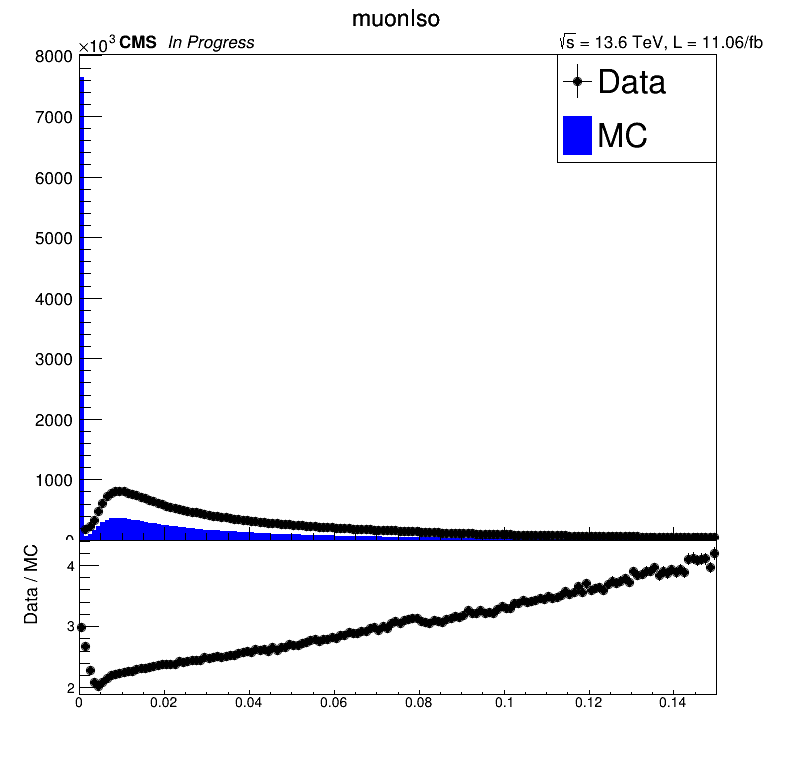 muonIso
×10³ CMS In Progress √s = 13.6 TeV, L = 11.06/fb
8000
7000
6000
5000
4000
3000
2000
1000
0
Data
MC
Data / MC
4
3
2
0 0.02 0.04 0.06 0.08 0.1 0.12 0.14